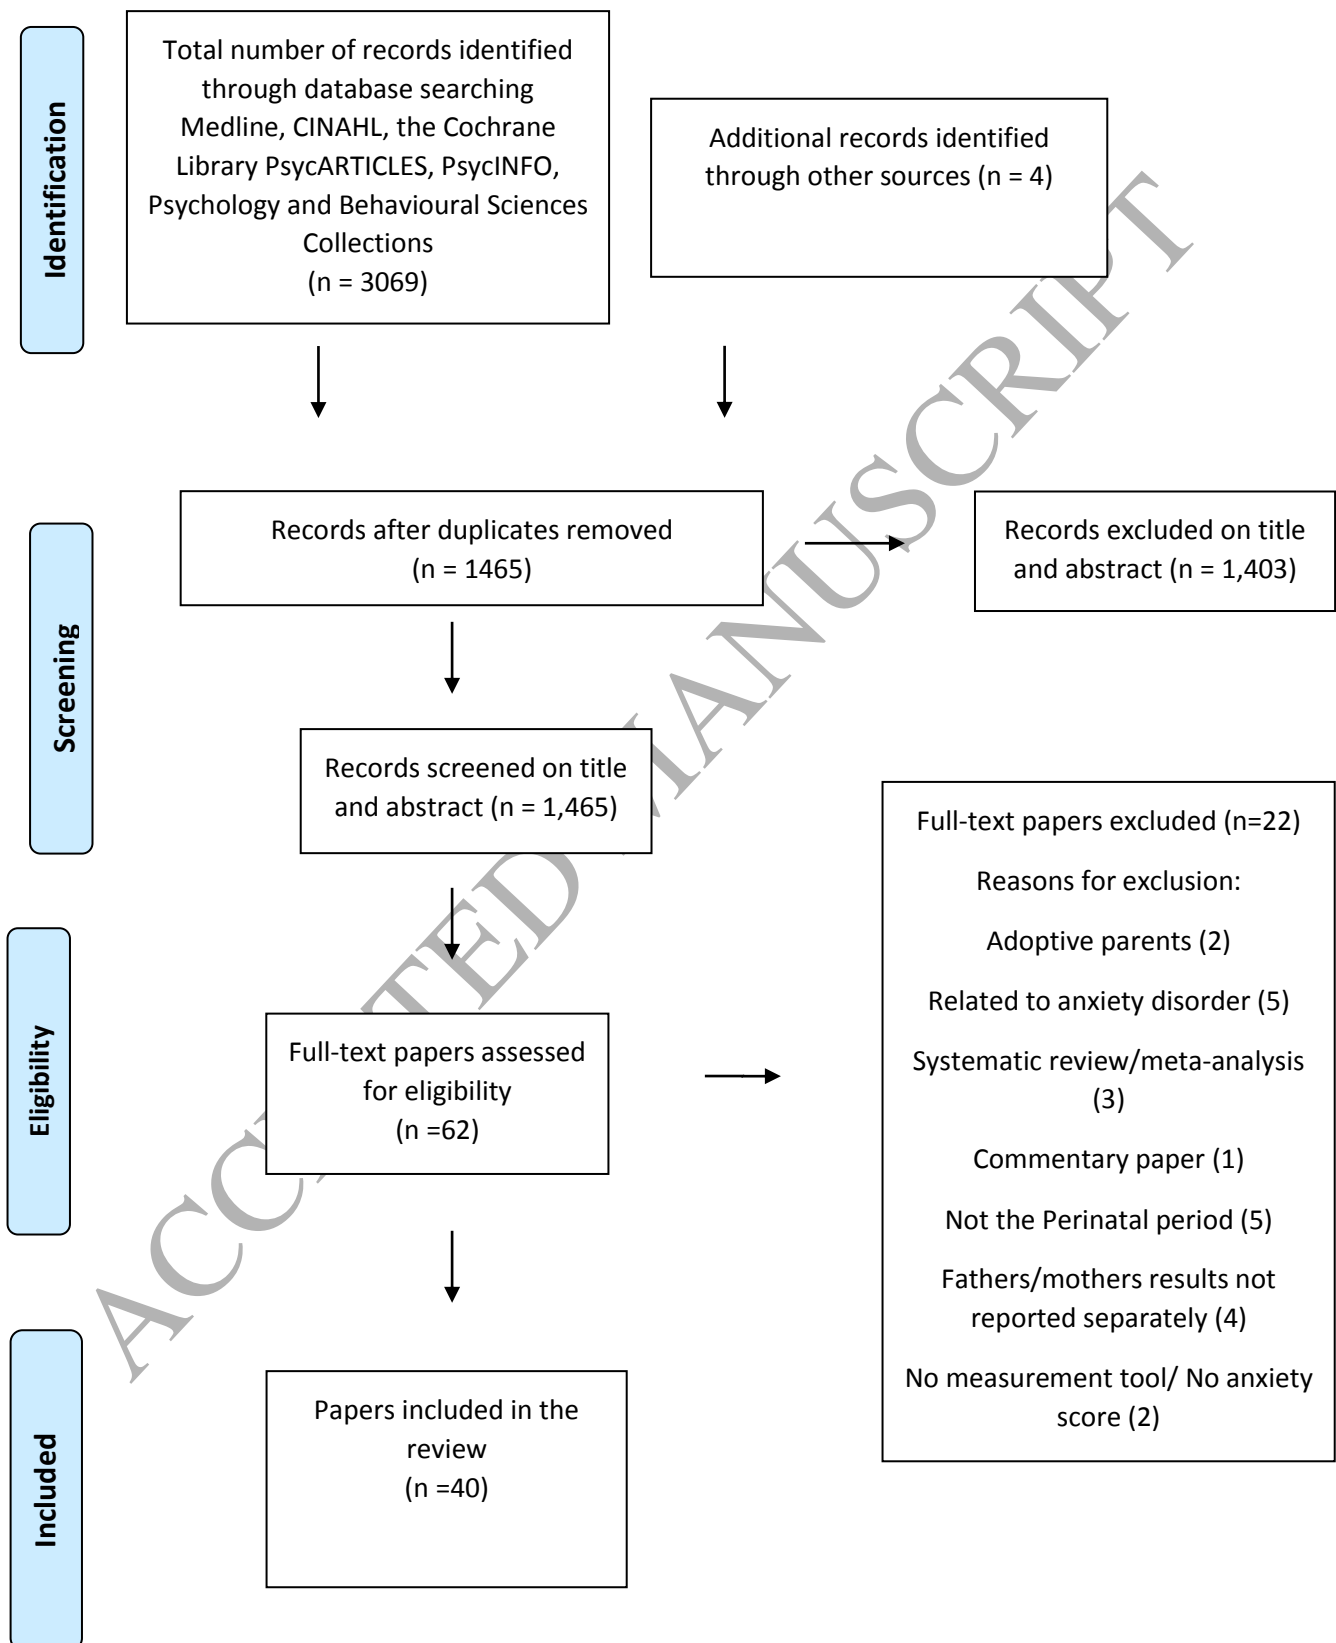 Identification
Total number of records identified
through database searching
Medline, CINAHL, the Cochrane
Library PsycARTICLES, PsycINFO,
Psychology and Behavioural Sciences
Collections
(n = 3069)
Additional records identified
through other sources (n = 4)
Screening
Records after duplicates removed
(n = 1465)
Records excluded on title
and abstract (n = 1,403)
Records screened on title
and abstract (n = 1,465)
Eligibility
Full-text papers assessed
for eligibility
(n =62)
Full-text papers excluded (n=22)
Reasons for exclusion:
Adoptive parents (2)
Related to anxiety disorder (5)
Systematic review/meta-analysis
(3)
Commentary paper (1)
Not the Perinatal period (5)
Fathers/mothers results not
reported separately (4)
No measurement tool/ No anxiety
score (2)
Included
Papers included in the
review
(n =40)
ACCEPTED MANUSCRIPT